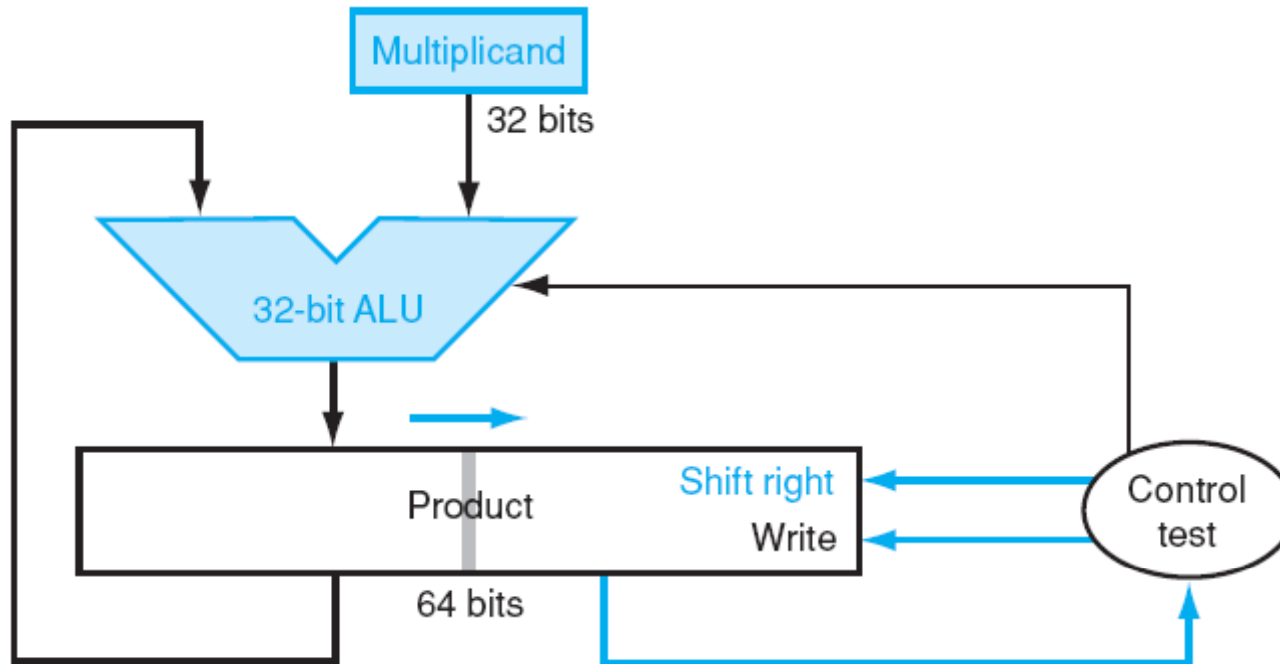 Multiplicand
32 bits
32-bit ALU
Product
Shift right
Write
64 bits
Control
test